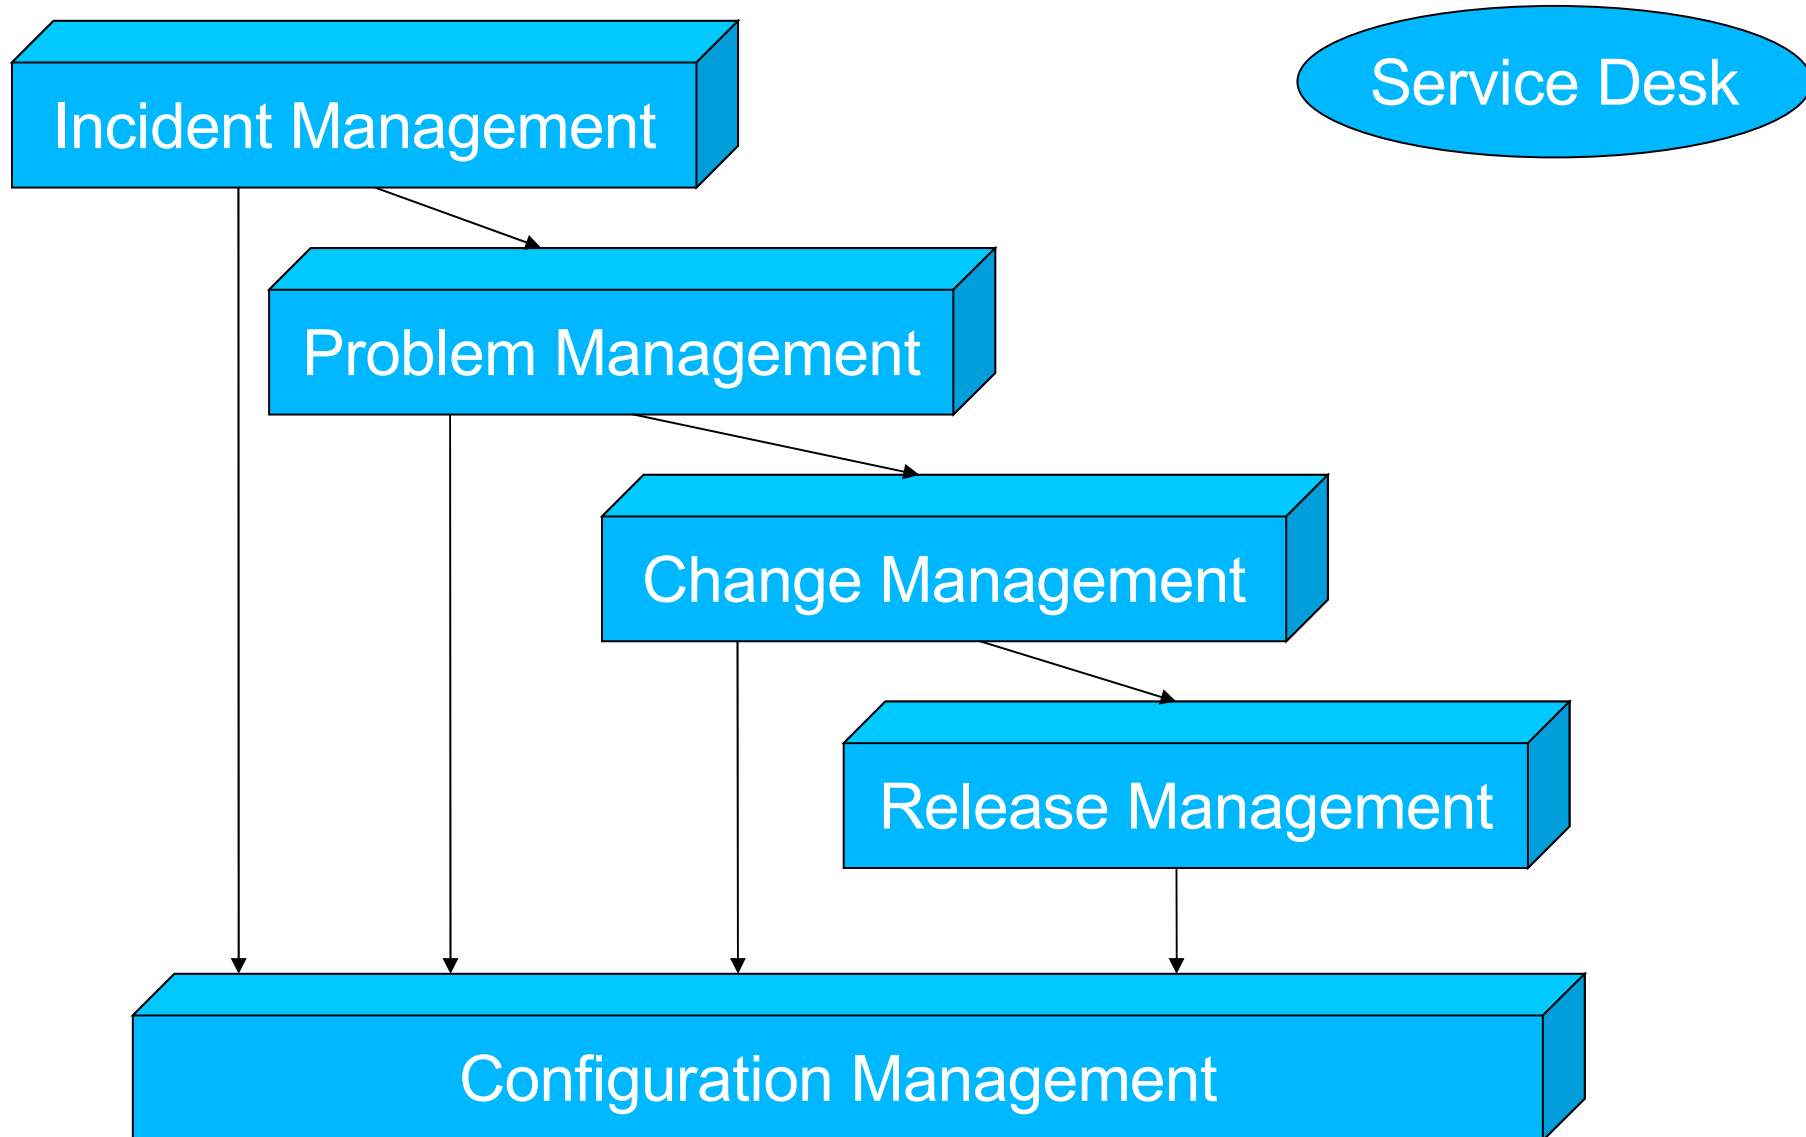 Incident Management
Service Desk
Problem Management
Change Management
Release Management
Configuration Management